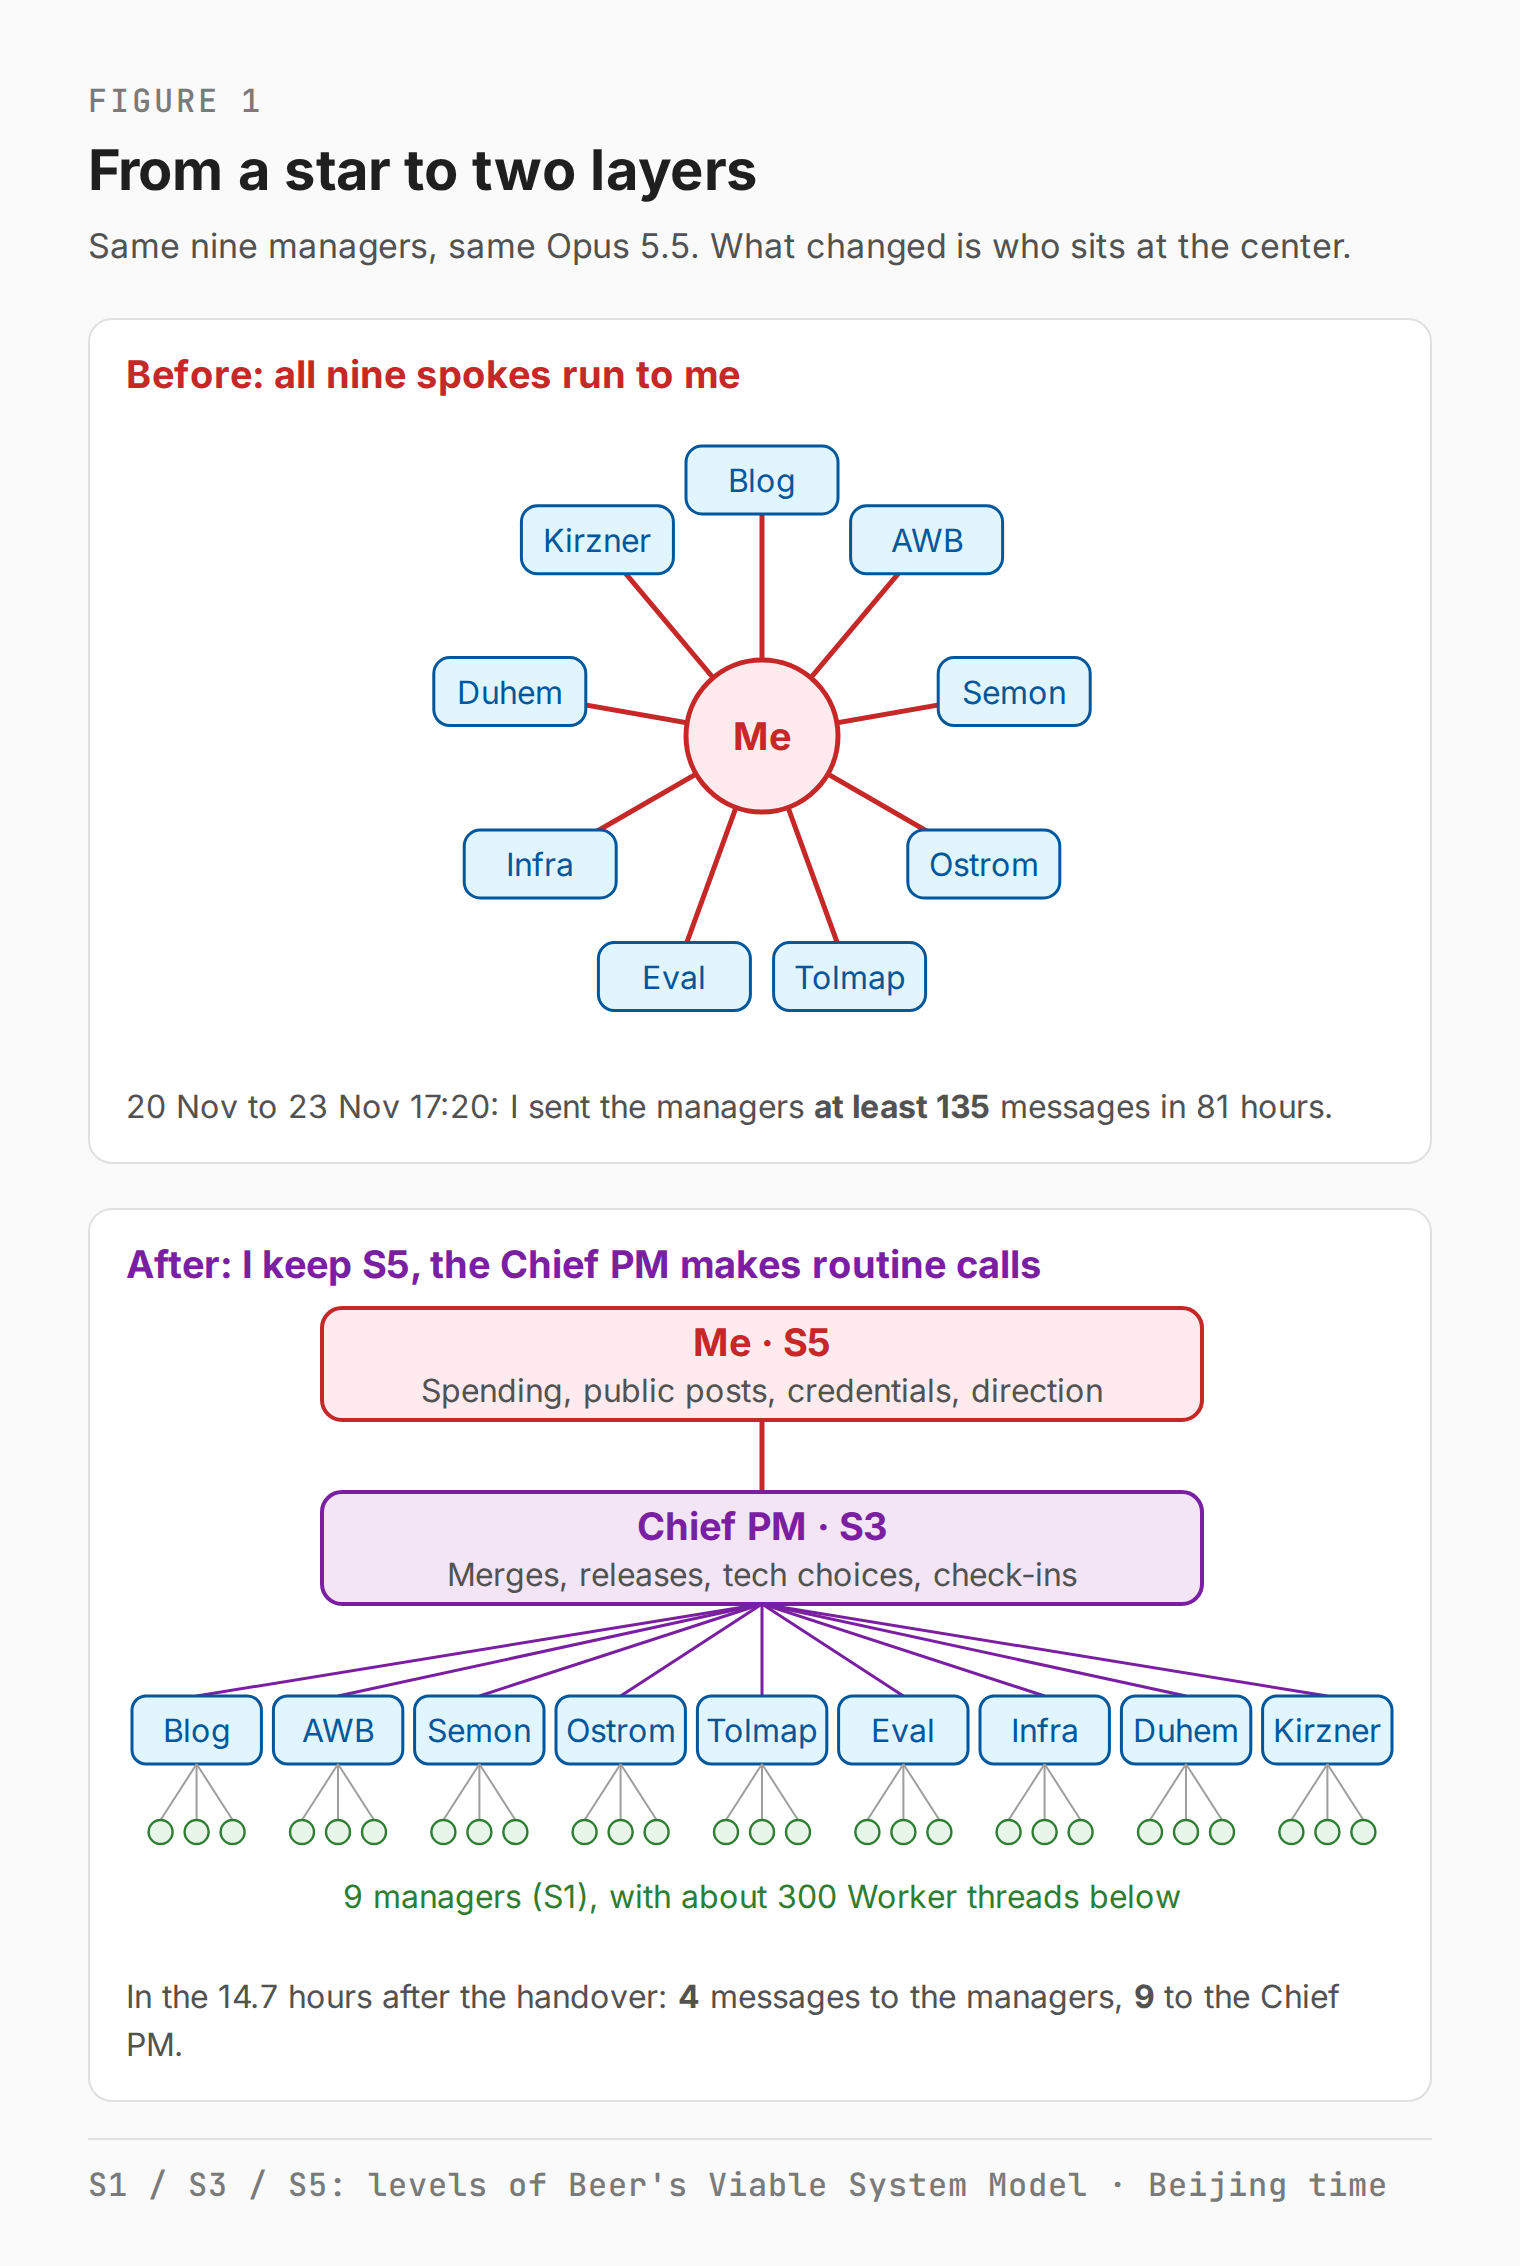 FIGURE 1
From a star to two layers
Same nine managers, same Opus 5.5. What changed is who sits at the center.
Before: all nine spokes run to me
Blog
Kirzner
AWB
Duhem
Semon
Me
Infra
Ostrom
Eval
Tolmap
20 Nov to 23 Nov 17:20: I sent the managers at least 135 messages in 81 hours.
After: I keep S5, the Chief PM makes routine calls
Me · S5
Spending, public posts, credentials, direction
Chief PM · S3
Merges, releases, tech choices, check-ins
Blog AWB Semon Ostrom Tolmap Eval Infra Duhem Kirzner
9 managers (S1), with about 300 Worker threads below
In the 14.7 hours after the handover: 4 messages to the managers, 9 to the Chief
PM.
S1 / S3 / S5: levels of Beer's Viable System Model · Beijing time